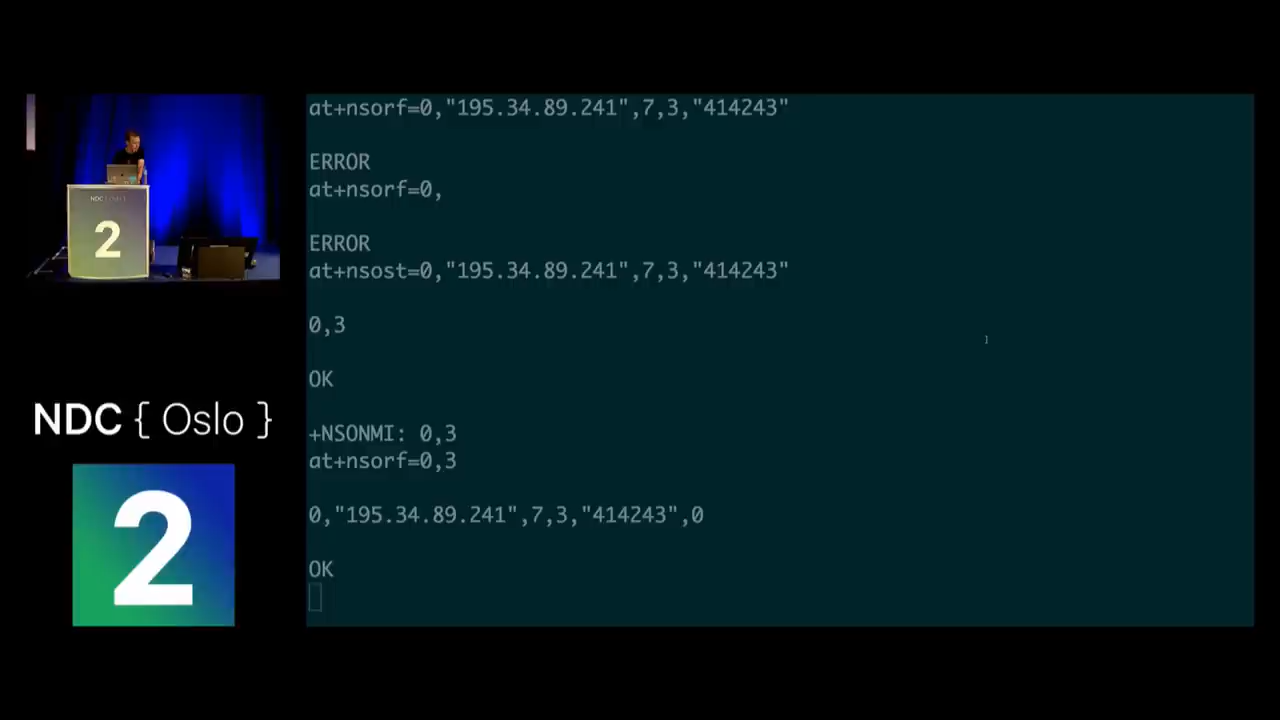 at+nsorf=0,"195.34.89.241",7,3,"414243"
ERROR
at+nsorf=0,
ERROR
at+nsost=0,"195.34.89.241",7,3,"414243"
0,3
OK
+NSONMI: 0,3
at+nsorf=0,3
0,"195.34.89.241",7,3,"414243",0
OK
2
NDC { Oslo }
2